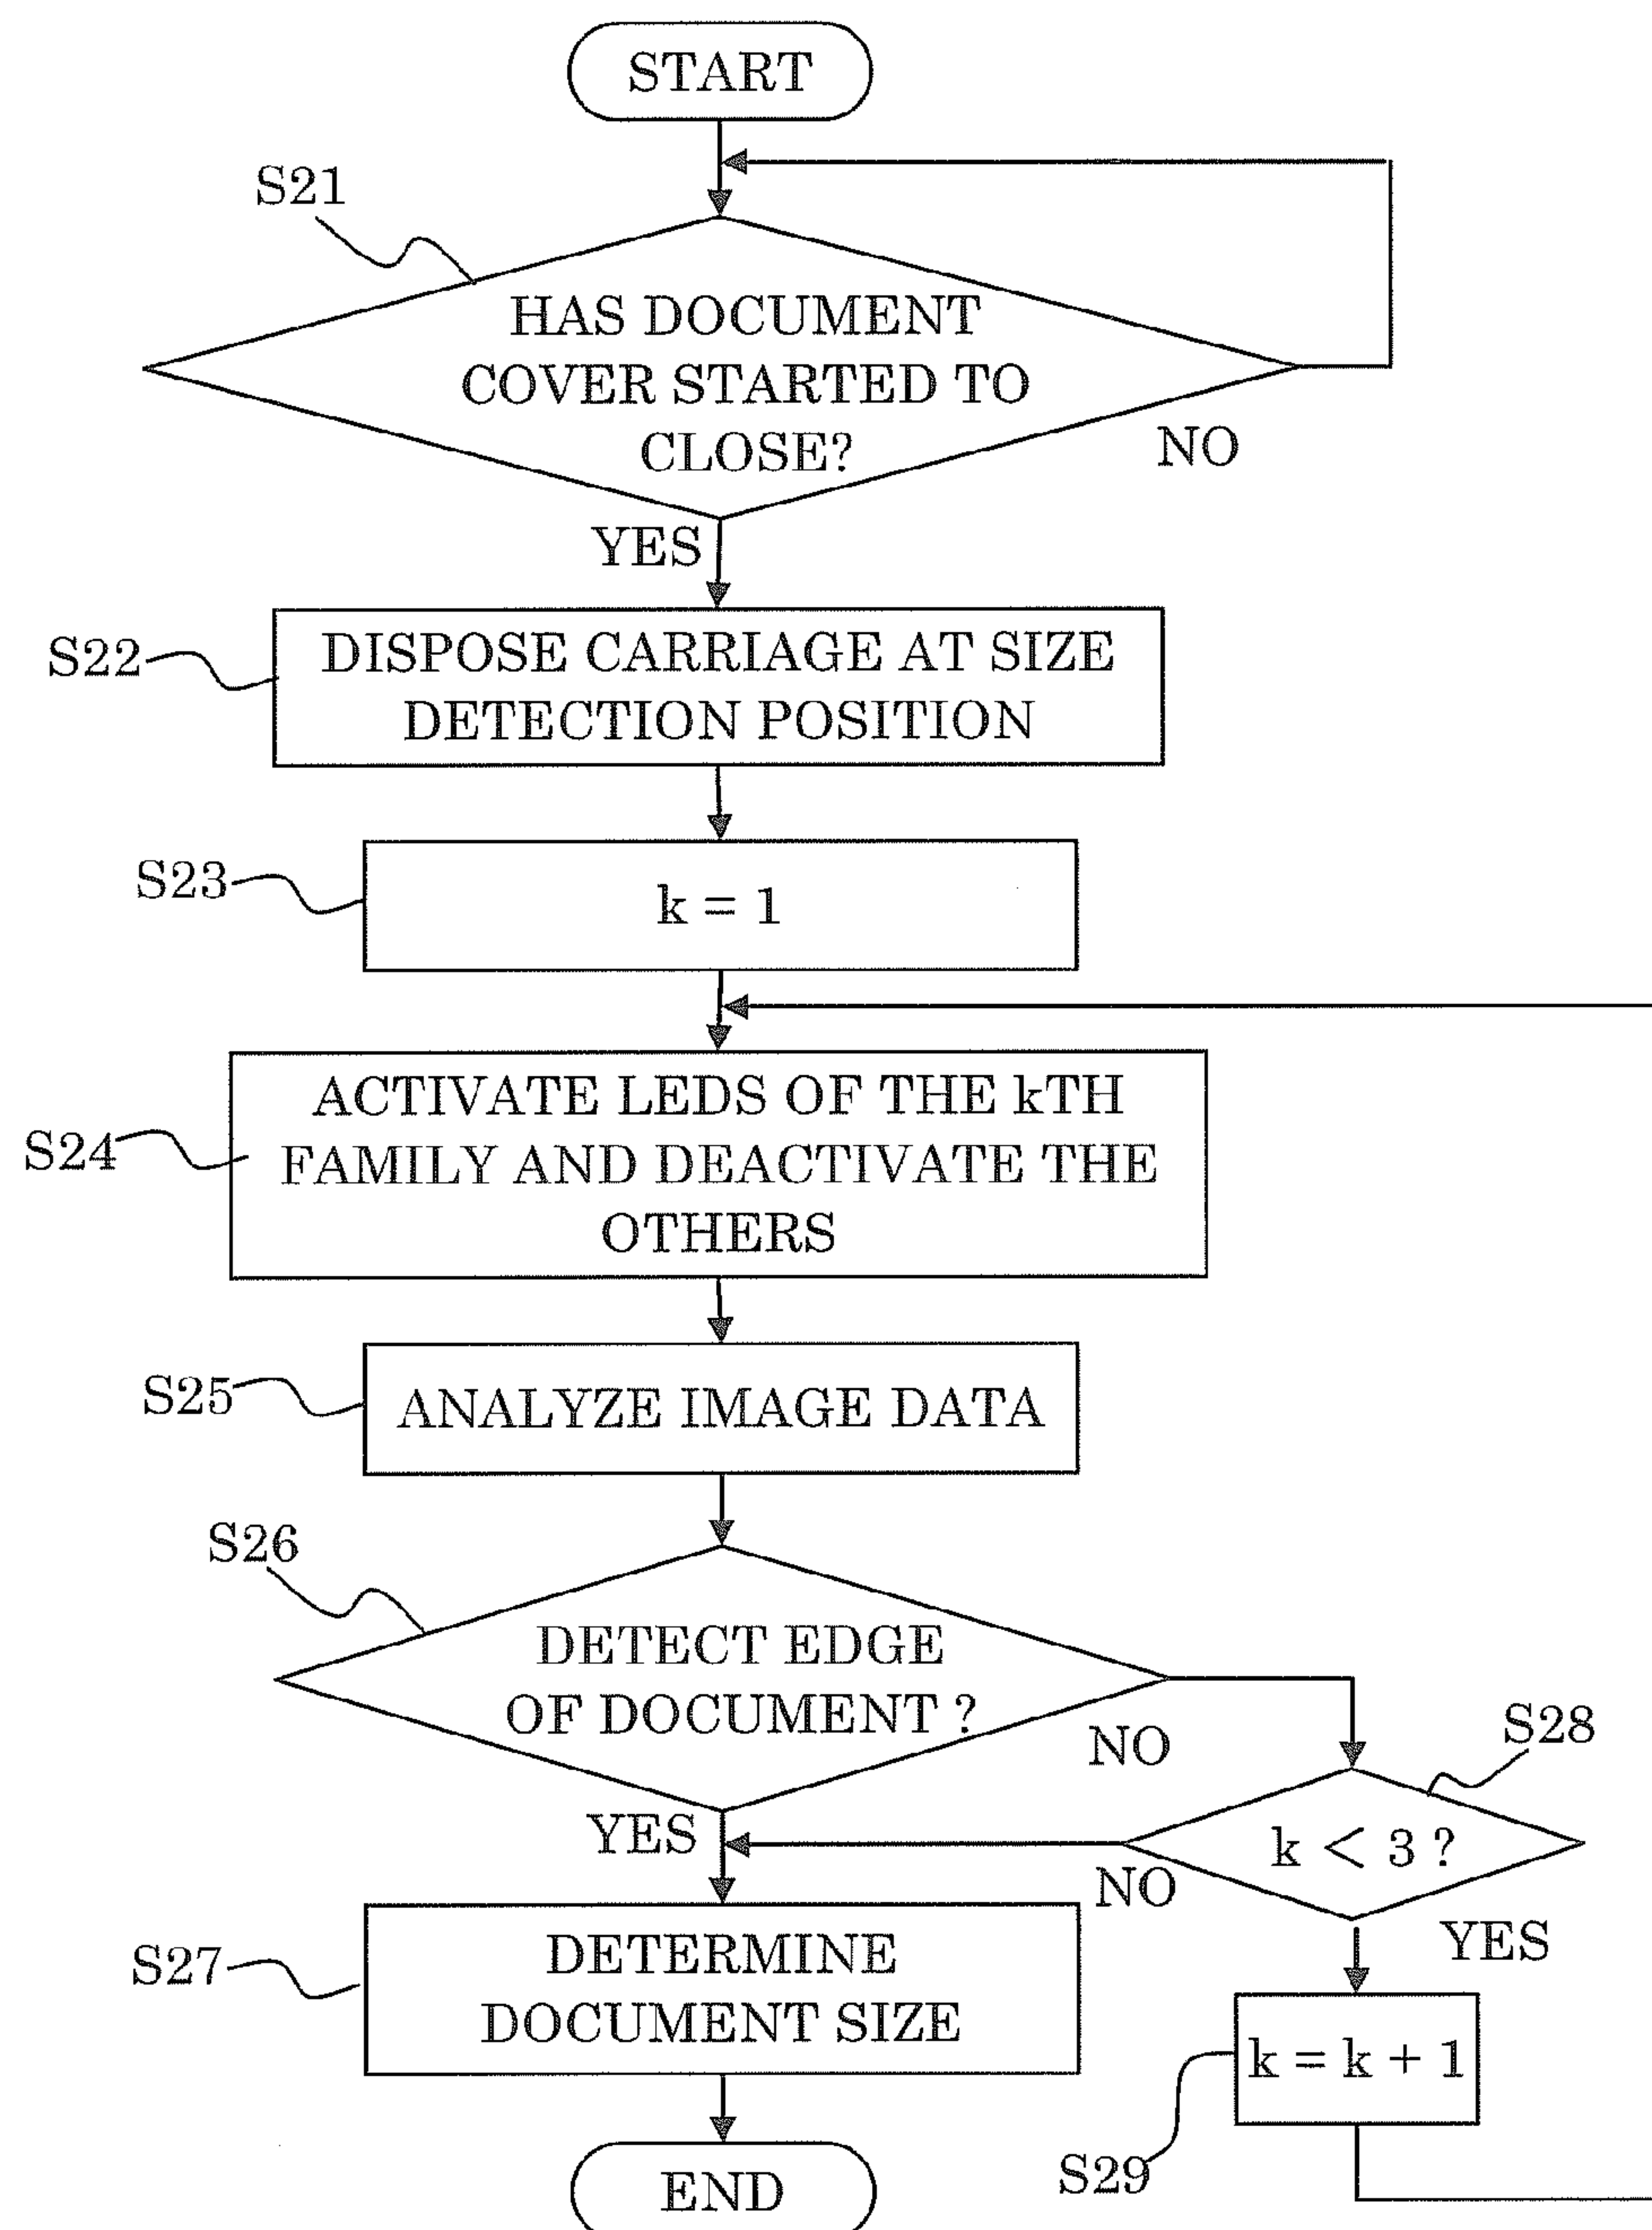 START
S21
HAS DOCUMENT
COVER STARTED TO
CLOSE?
NO
YES
S22
DISPOSE CARRIAGE AT SIZE
DETECTION POSITION
S23
k = 1
S24
ACTIVATE LEDS OF THE kTH
FAMILY AND DEACTIVATE THE
OTHERS
S25
ANALYZE IMAGE DATA
S26
DETECT EDGE
OF DOCUMENT ?
NO
YES
S28
k < 3 ?
NO
YES
S27
DETERMINE
DOCUMENT SIZE
S29
k = k + 1
END